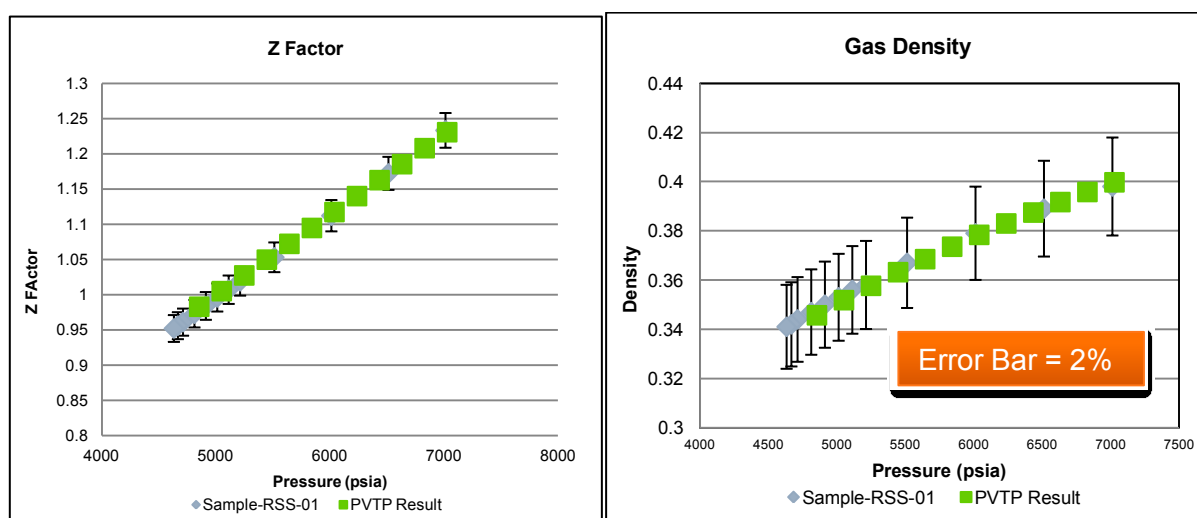 Z Factor
1.3
1.25
1.2
1.15
1.1
1.05
1
0.95
0.9
0.85
0.8
Z FActor
4000 5000 6000 7000 8000
Pressure (psia)
Sample-RSS-01 PVTP Result
Gas Density
0.44
0.42
0.4
0.38
0.36
0.34
0.32
0.3
Density
Error Bar = 2%
4000 4500 5000 5500 6000 6500 7000 7500
Pressure (psia)
Sample-RSS-01 PVTP Result